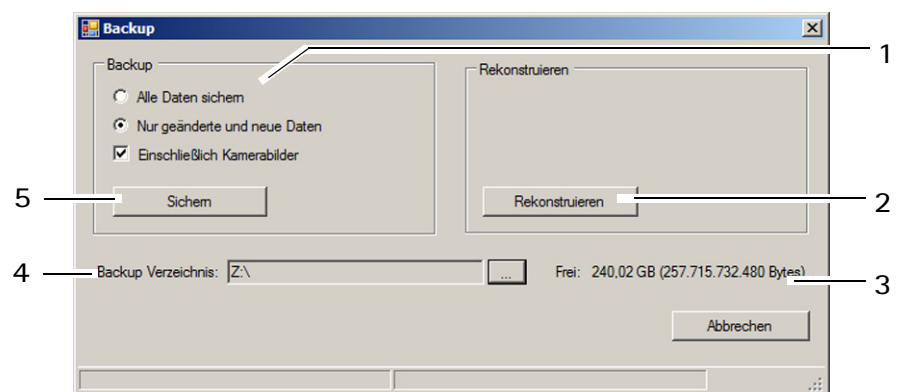 Backup
1
Backup
Rekonstruieren
Alle Daten sichern
Nur geänderte und neue Daten
Einschließlich Kamerabilder
5
Sichern
Rekonstruieren
2
4
Backup Verzeichnis:
Z:\
...
Frei: 240,02 GB (257.715.732.480 Bytes)
3
Abbrechen